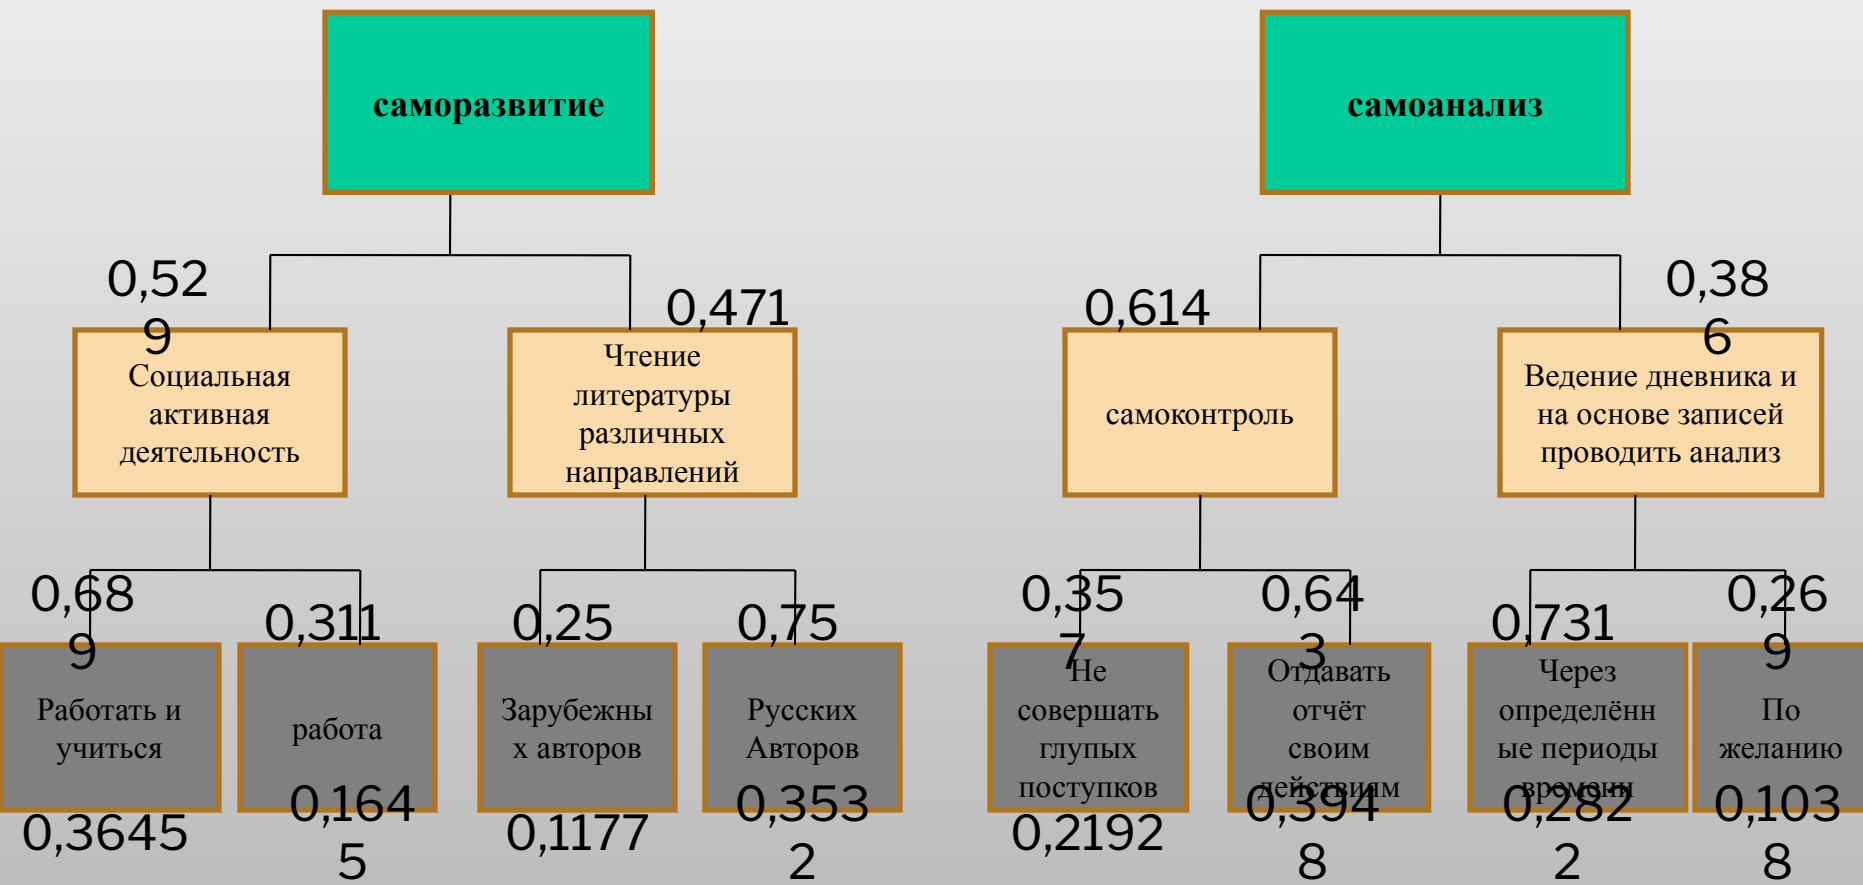 саморазвитие
самоанализ
0,52
9
0,471
0,614
0,38
6
Социальная
активная
деятельность
Чтение
литературы
различных
направлений
самоконтроль
Ведение дневника и
на основе записей
проводить анализ
0,68
9
0,311
0,25
0,75
0,35
7
0,64
3
0,731
0,26
9
Работать и
учиться
работа
Зарубежны
х авторов
Русских
Авторов
Не
совершать
глупых
поступков
Отдавать
отчёт
своим
действиям
Через
определённ
ые периоды
времени
По
желанию
0,3645
0,164
5
0,1177
0,353
2
0,2192
0,394
8
0,282
2
0,103
8